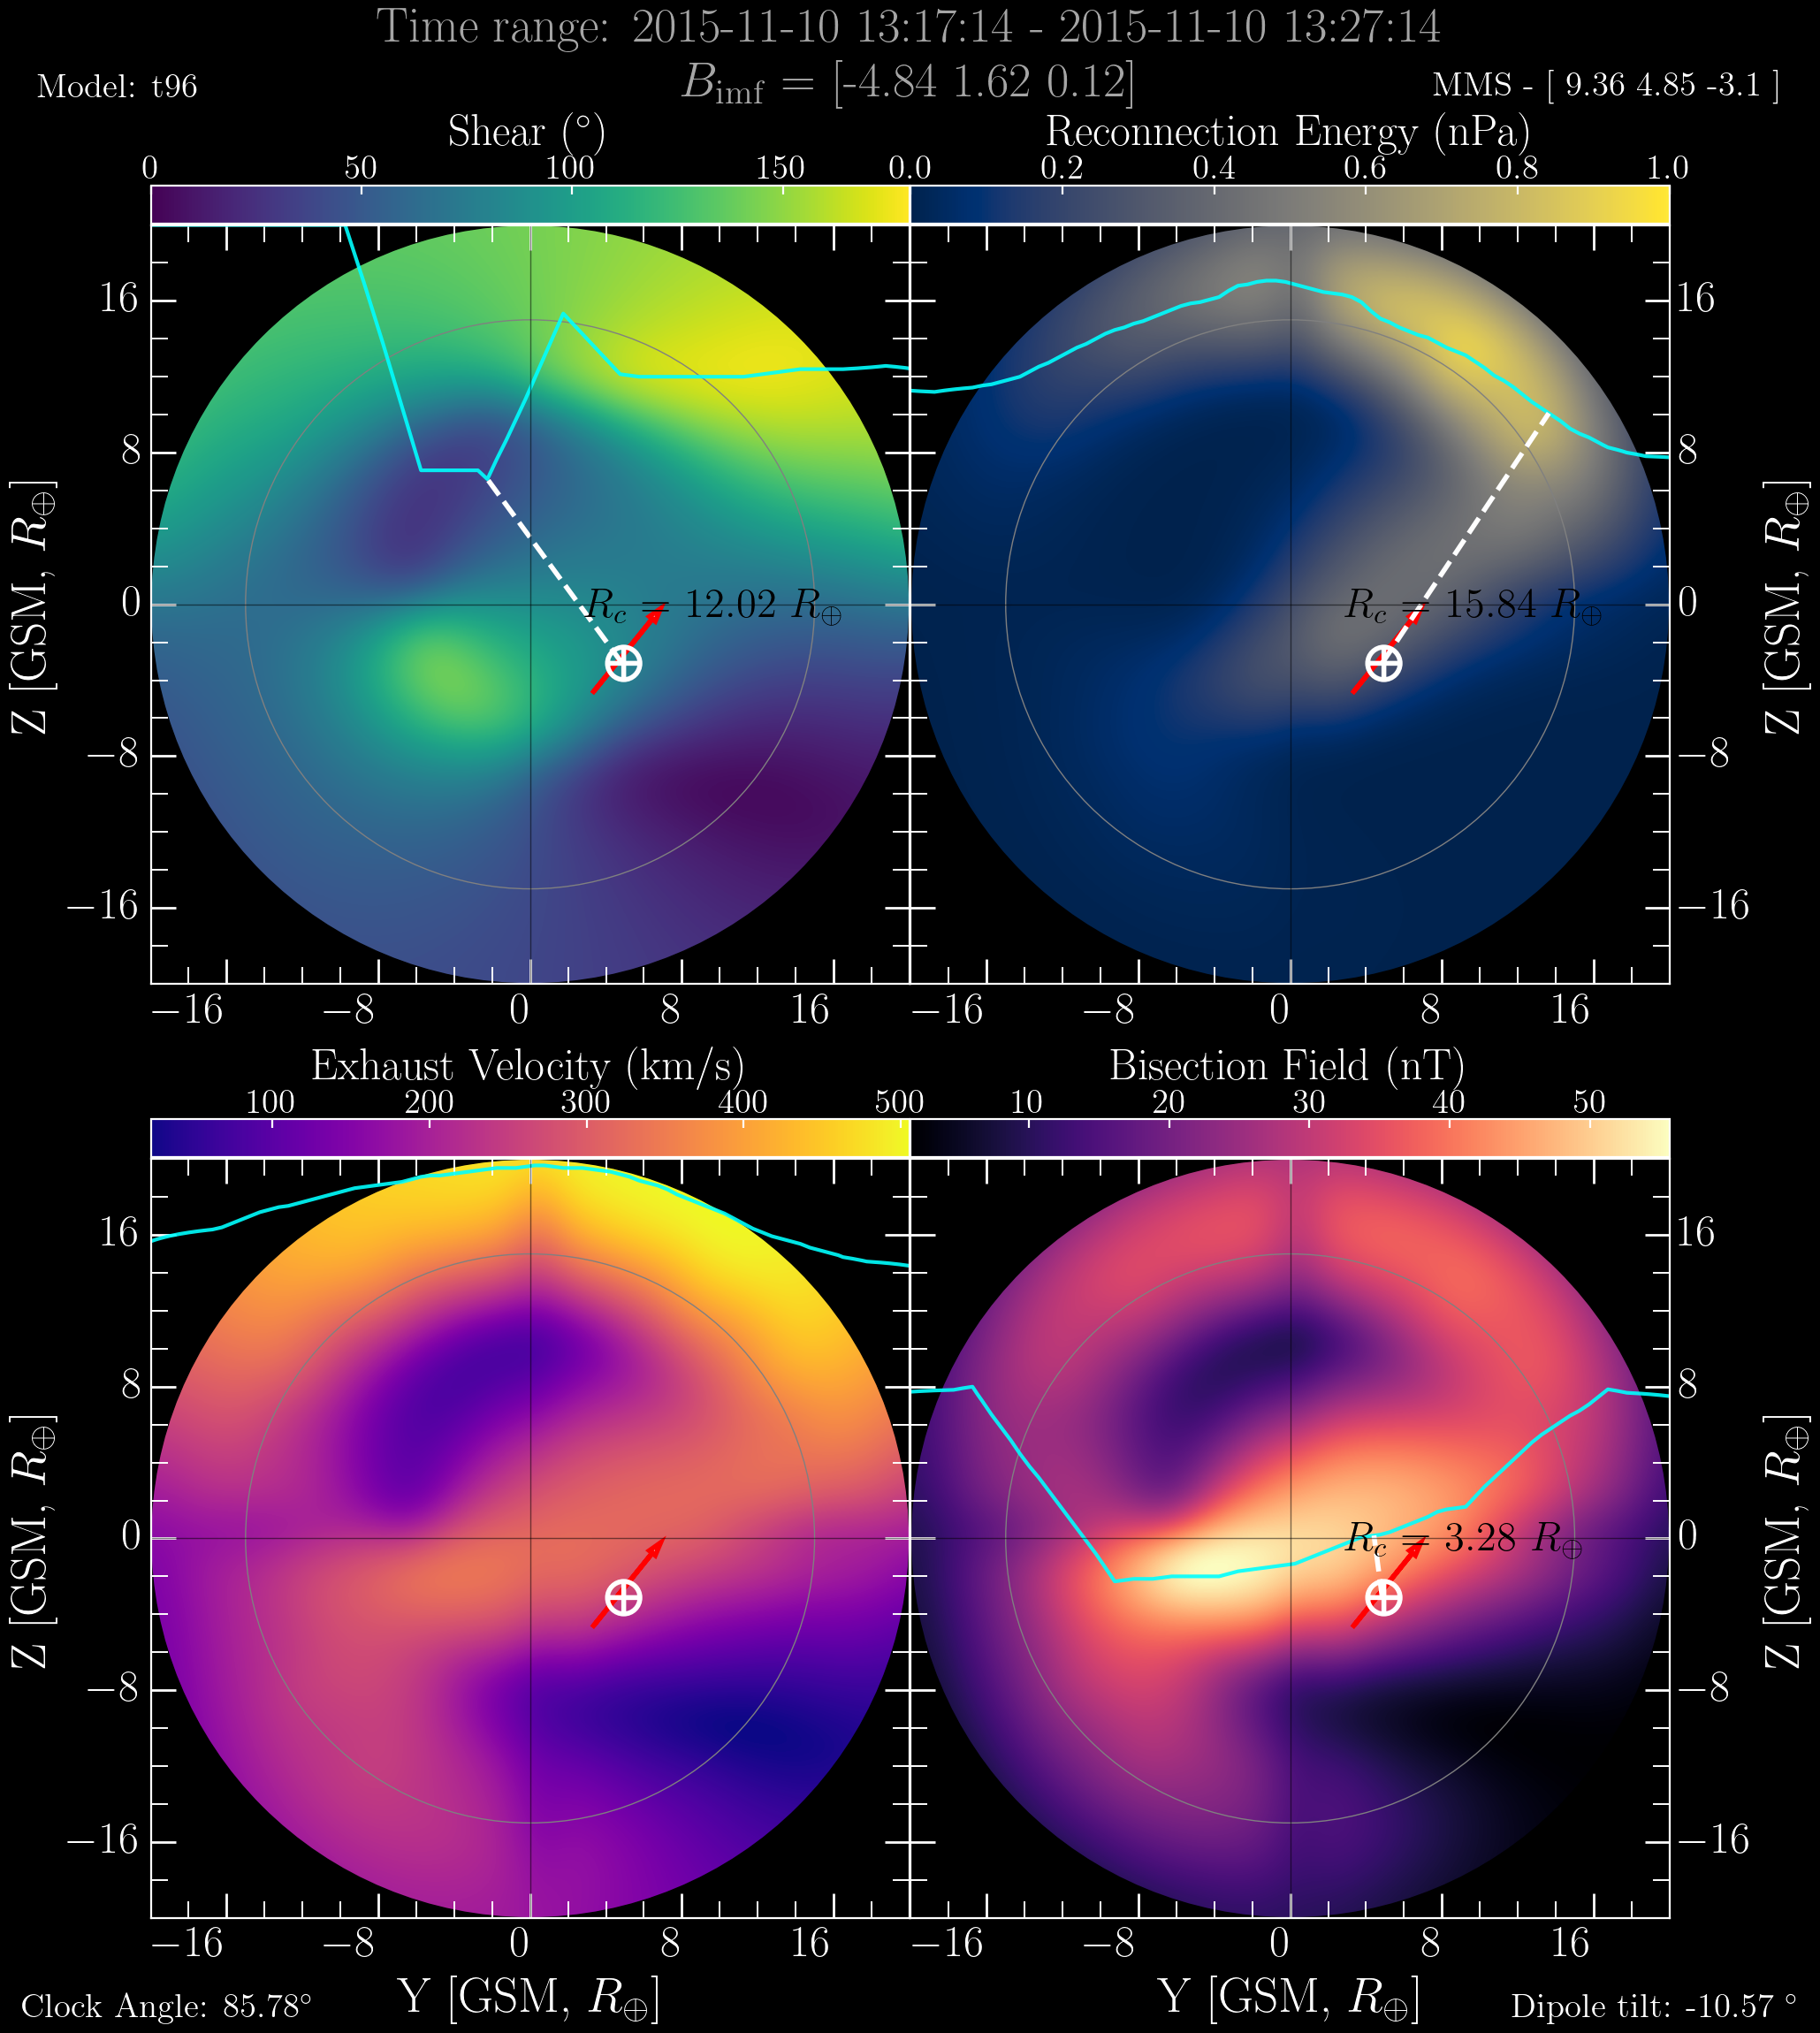 Time range: 2015-11-10 13:17:14 - 2015-11-10 13:27:14
Model: t96
B_imf = [-4.84 1.62 0.12]
MMS - [ 9.36 4.85 -3.1 ]
Shear (°)
0 50 100 150
Reconnection Energy (nPa)
0.0 0.2 0.4 0.6 0.8 1.0
Z [GSM, R⊕]
16
8
0
−8
−16
R_c = 12.02 R⊕
−16 −8 0 8 16
R_c = 15.84 R⊕
16
8
0
−8
−16
Z [GSM, R⊕]
−16 −8 0 8 16
Exhaust Velocity (km/s)
100 200 300 400 500
Bisection Field (nT)
10 20 30 40 50
Z [GSM, R⊕]
16
8
0
−8
−16
−16 −8 0 8 16
Y [GSM, R⊕]
R_c = 3.28 R⊕
16
8
0
−8
−16
Z [GSM, R⊕]
−16 −8 0 8 16
Y [GSM, R⊕]
Clock Angle: 85.78°
Dipole tilt: -10.57 °